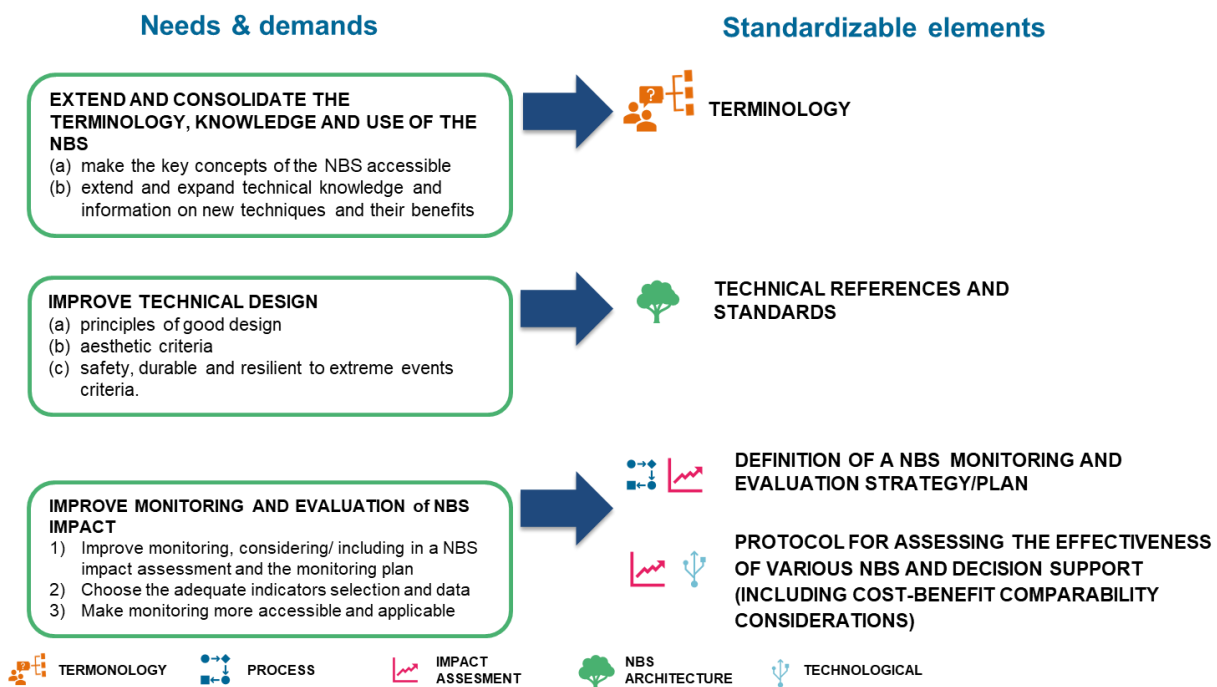 Needs & demands
Standardizable elements
EXTEND AND CONSOLIDATE THE
TERMINOLOGY, KNOWLEDGE AND USE OF THE
NBS
(a) make the key concepts of the NBS accessible
(b) extend and expand technical knowledge and
information on new techniques and their benefits
?
TERMINOLOGY
IMPROVE TECHNICAL DESIGN
(a) principles of good design
(b) aesthetic criteria
(c) safety, durable and resilient to extreme events
criteria.
TECHNICAL REFERENCES AND
STANDARDS
IMPROVE MONITORING AND EVALUATION of NBS
IMPACT
1) Improve monitoring, considering/ including in a NBS
impact assessment and the monitoring plan
2) Choose the adequate indicators selection and data
3) Make monitoring more accessible and applicable
DEFINITION OF A NBS MONITORING AND
EVALUATION STRATEGY/PLAN
PROTOCOL FOR ASSESSING THE EFFECTIVENESS
OF VARIOUS NBS AND DECISION SUPPORT
(INCLUDING COST-BENEFIT COMPARABILITY
CONSIDERATIONS)
?
TERMONOLOGY
PROCESS
IMPACT
ASSESMENT
NBS
ARCHITECTURE
TECHNOLOGICAL